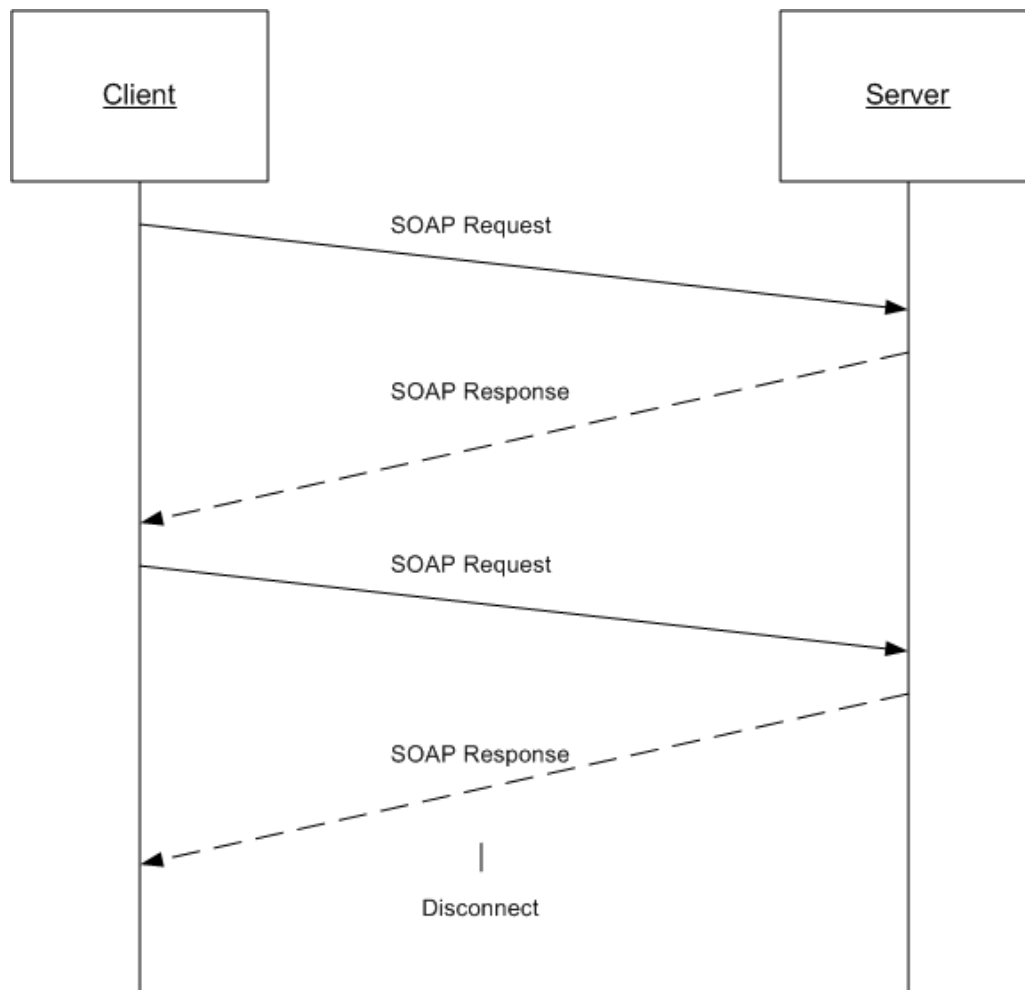 Client
Server
SOAP Request
SOAP Response
SOAP Request
SOAP Response
Disconnect